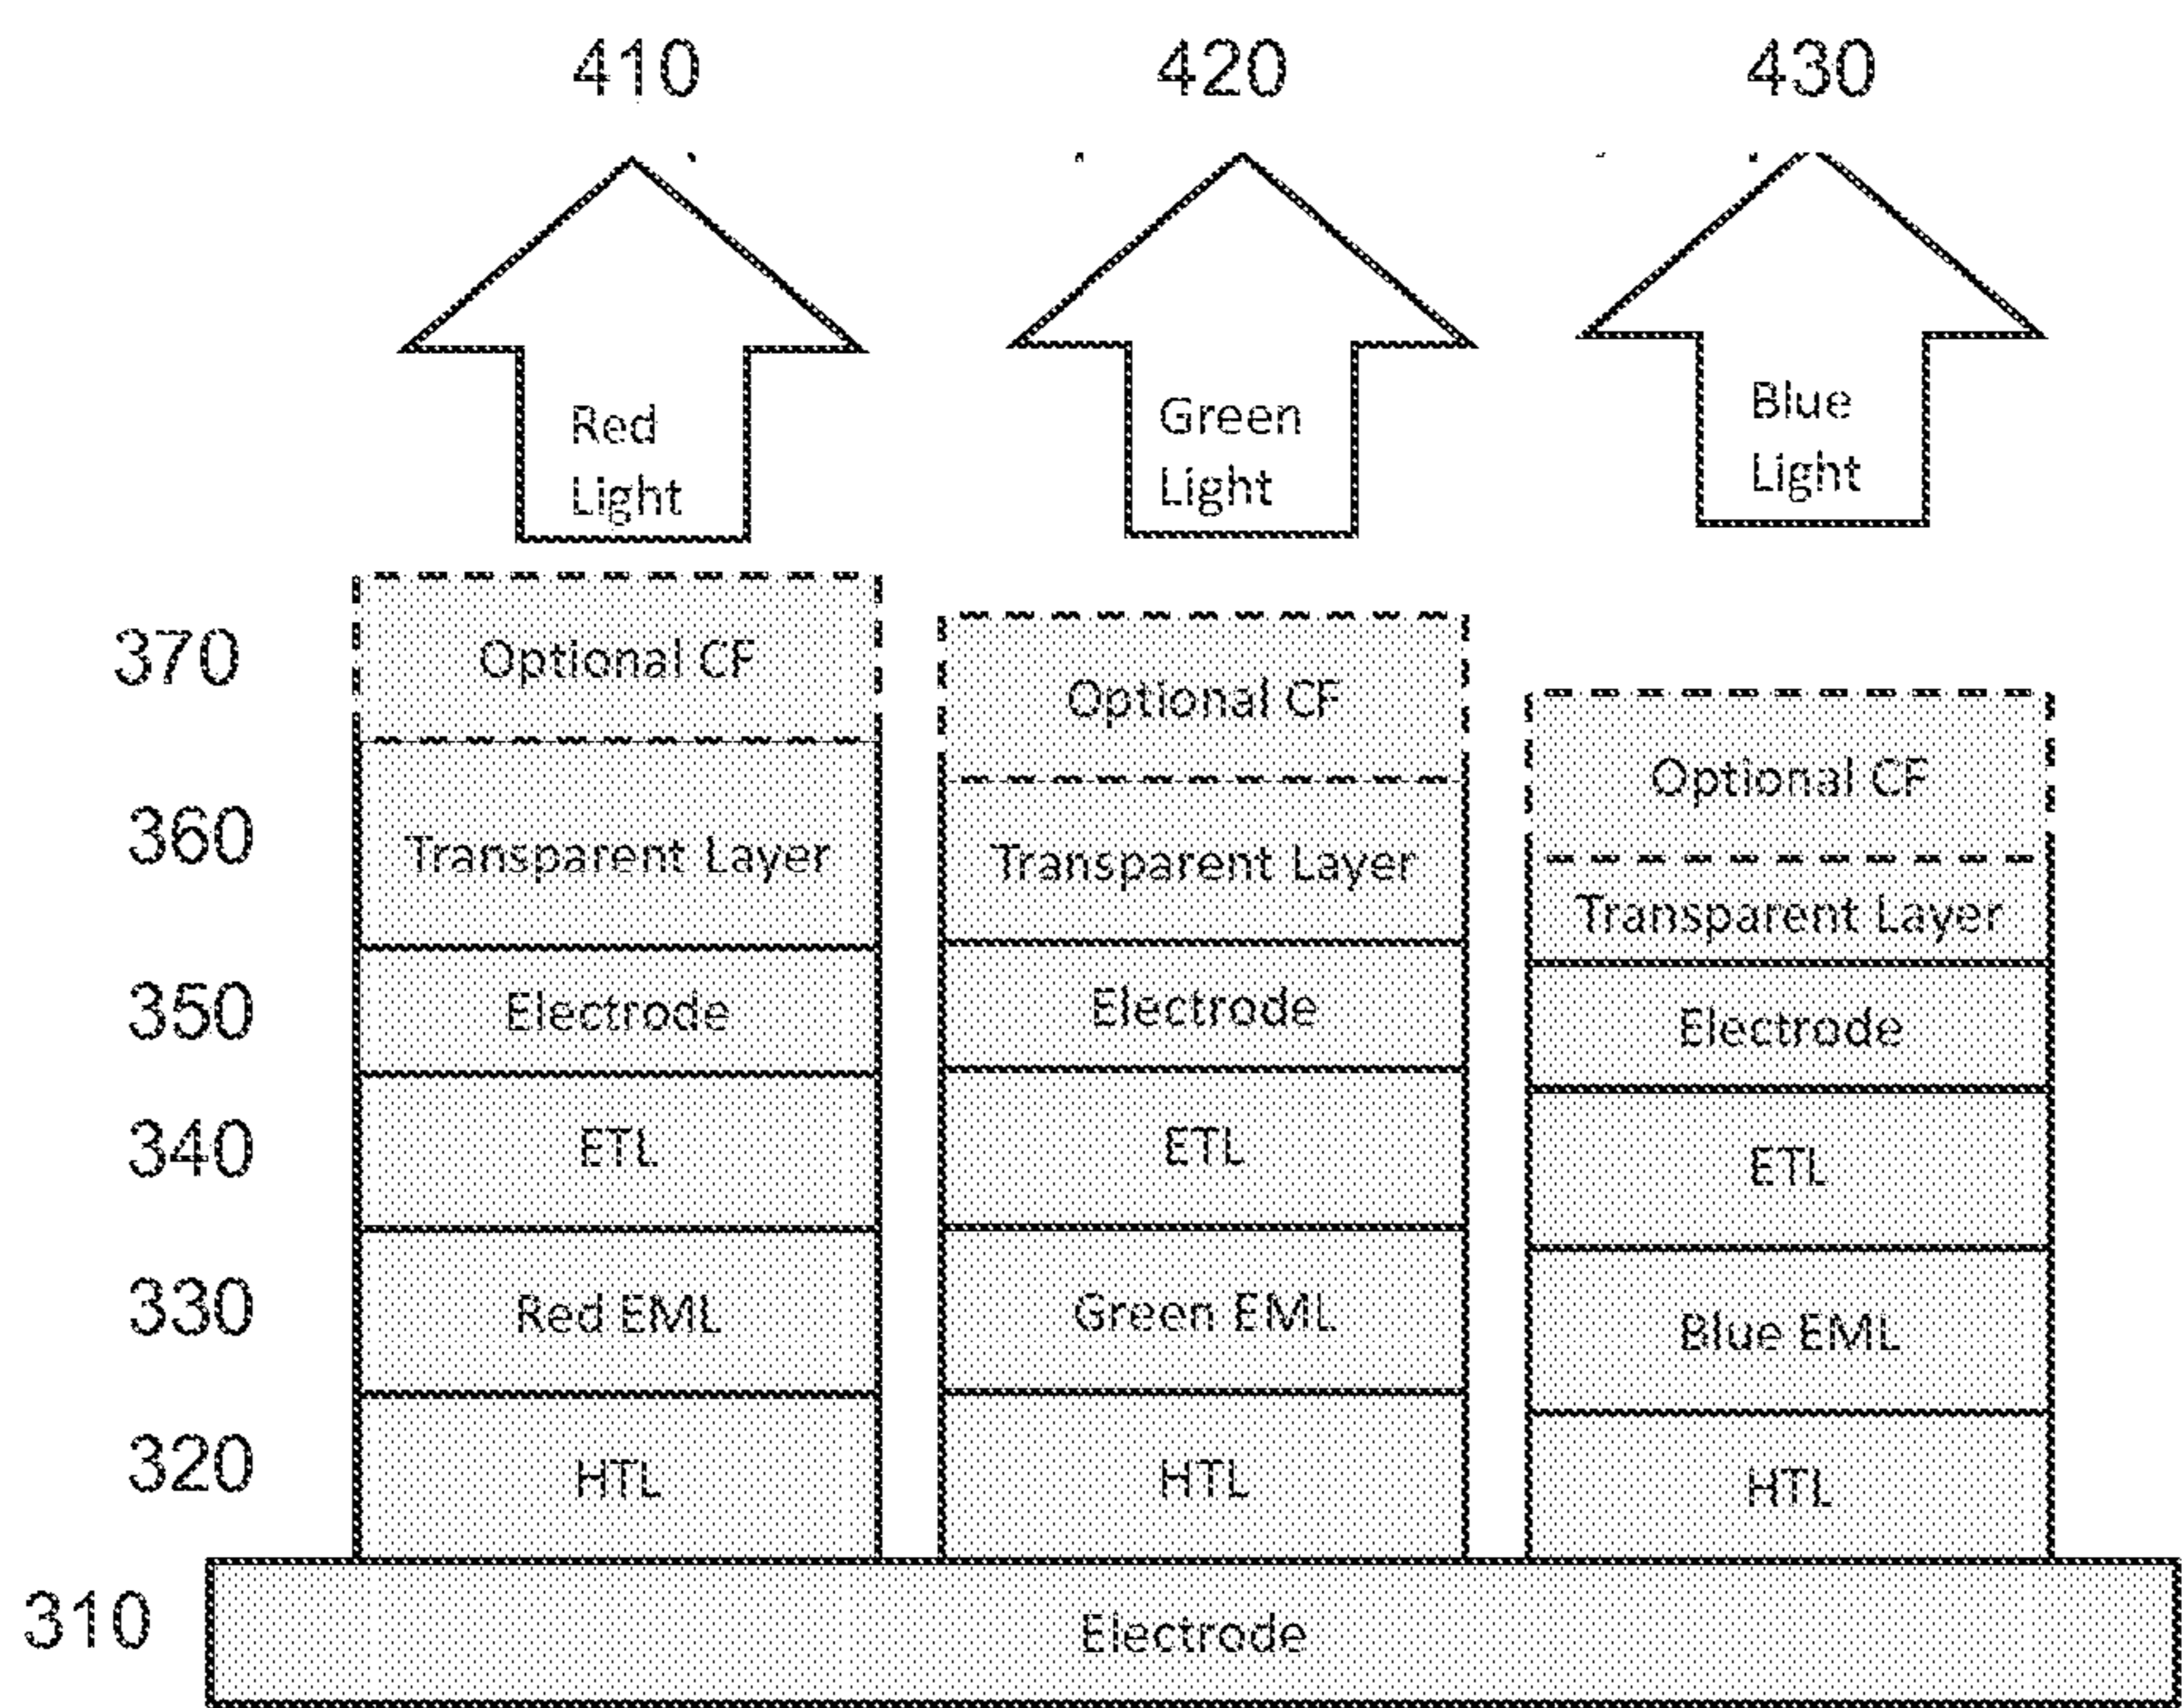 410 420 430
Red Light
Green Light
Blue Light
370 Optional CF Optional CF Optional CF
360 Transparent Layer Transparent Layer Transparent Layer
350 Electrode Electrode Electrode
340 ETL ETL ETL
330 Red EML Green EML Blue EML
320 HTL HTL HTL
310 Electrode